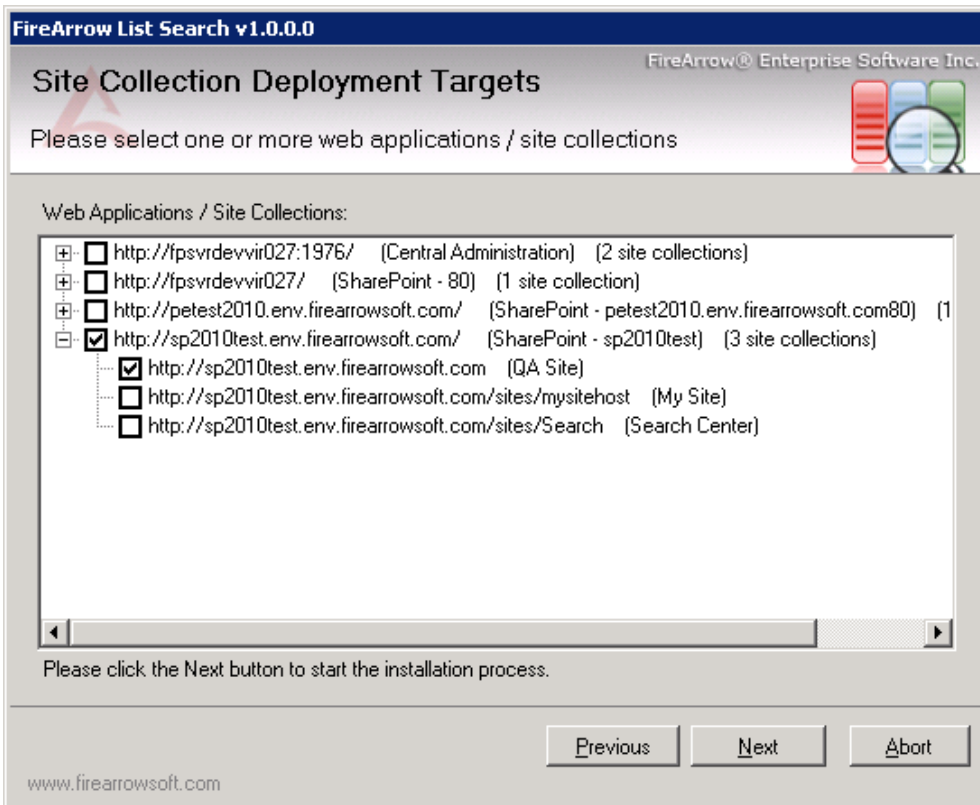 FireArrow List Search v1.0.0.0
FireArrow® Enterprise Software Inc.
Site Collection Deployment Targets
Please select one or more web applications / site collections
Web Applications / Site Collections:
http://fpsvrdevvir027:1976/ (Central Administration) (2 site collections)
http://fpsvrdevvir027/ (SharePoint - 80) (1 site collection)
http://petest2010.env.firearrowsoft.com/ (SharePoint - petest2010.env.firearrowsoft.com80) (1
http://sp2010test.env.firearrowsoft.com/ (SharePoint - sp2010test) (3 site collections)
http://sp2010test.env.firearrowsoft.com (QA Site)
http://sp2010test.env.firearrowsoft.com/sites/mysitehost (My Site)
http://sp2010test.env.firearrowsoft.com/sites/Search (Search Center)
Please click the Next button to start the installation process.
Previous Next Abort
www.firearrowsoft.com